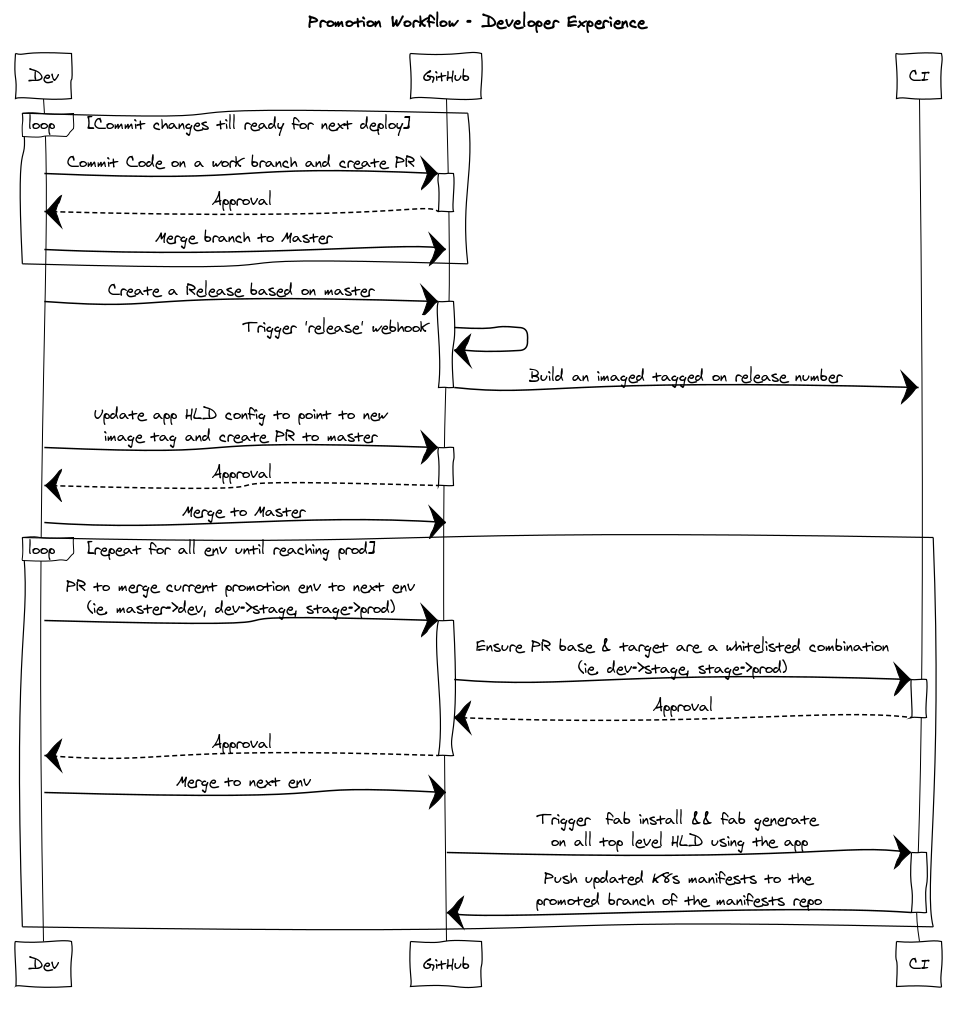 Promotion Workflow - Developer Experience
Dev
GitHub
CI
loop
[Commit changes till ready for next deploy]
Commit Code on a work branch and create PR
Approval
Merge branch to Master
Create a Release based on master
Trigger 'release' webhook
Build an imaged tagged on release number
Update app HLD config to point to new
image tag and create PR to master
Approval
Merge to Master
loop
[repeat for all env until reaching prod]
PR to merge current promotion env to next env
(ie. master->dev, dev->stage, stage->prod)
Ensure PR base & target are a whitelisted combination
(ie. dev->stage, stage->prod)
Approval
Approval
Merge to next env
Trigger fab install && fab generate
on all top level HLD using the app
Push updated K8s manifests to the
promoted branch of the manifests repo
Dev
GitHub
CI